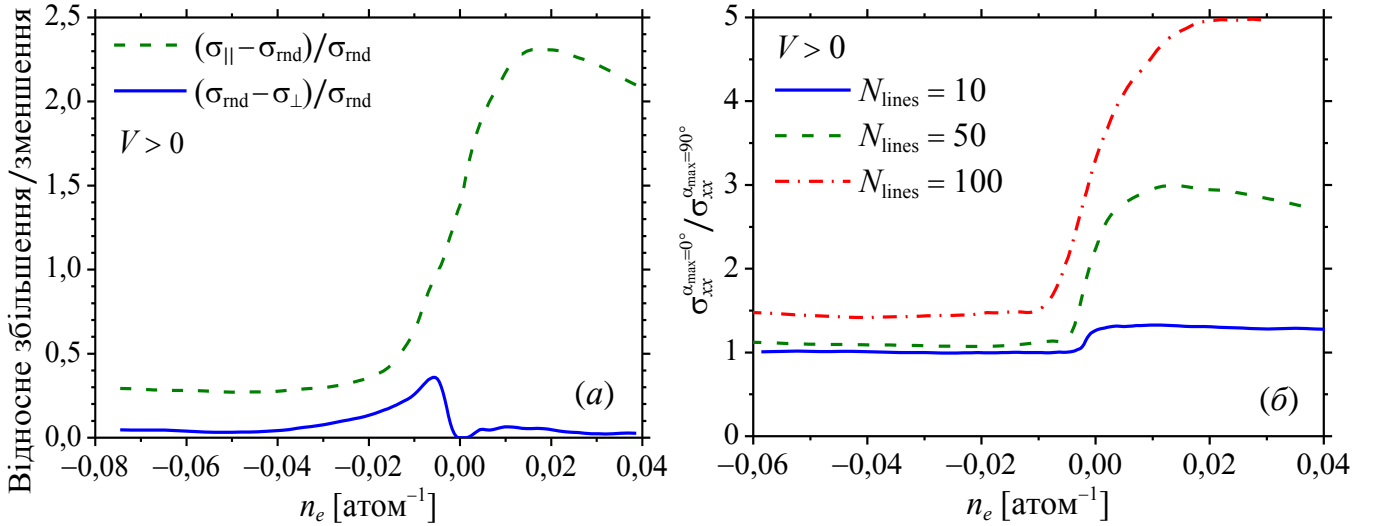 Відносне збільшення/зменшення
2,5
2,0
1,5
1,0
0,5
0,0
(σ|| – σrnd)/σrnd
(σrnd – σ⊥)/σrnd
V > 0
(а)
–0,08 –0,06 –0,04 –0,02 0,00 0,02 0,04
ne [атом–1]
σxx αmax=0° / σxx αmax=90°
5
4
3
2
1
0
V > 0
Nlines = 10
Nlines = 50
Nlines = 100
(б)
–0,06 –0,04 –0,02 0,00 0,02 0,04
ne [атом–1]